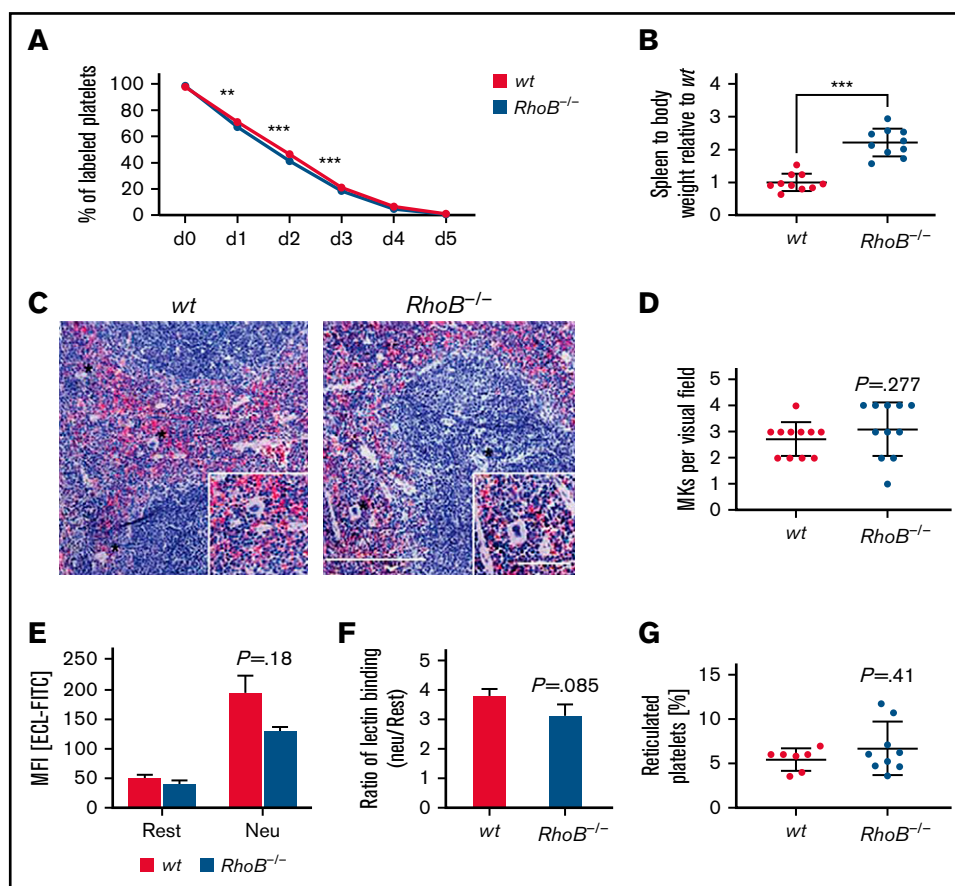 A
% of labeled platelets
100
80
60
40
20
0
**
***
***
d0 d1 d2 d3 d4 d5
wt
RhoB–/–
B
Spleen to body
weight relative to wt
4
3
2
1
0
***
wt RhoB–/–
C
wt RhoB–/–
*
*
*
*
*
D
MKs per visual field
5
4
3
2
1
0
P=.277
wt RhoB–/–
E
MFI [ECL-FITC]
250
200
150
100
50
0
P=.18
Rest Neu
wt RhoB–/–
F
Ratio of lectin binding
(neu/Rest)
5
4
3
2
1
0
P=.085
wt RhoB–/–
G
Reticulated
platelets [%]
15
10
5
0
P=.41
wt RhoB–/–